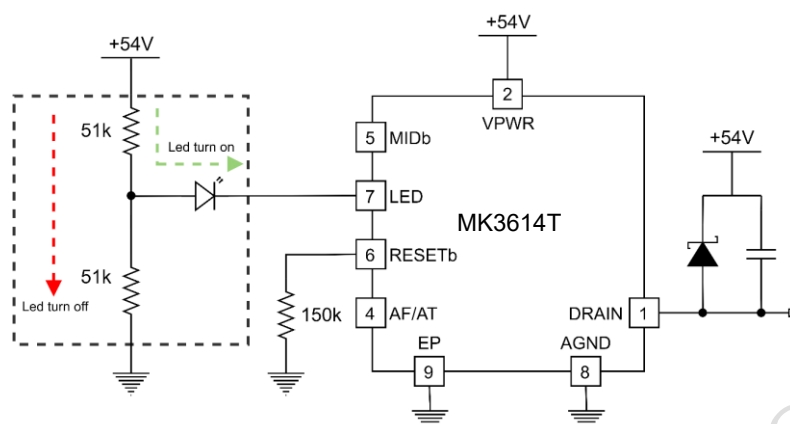 +54V
51k
Led turn on
51k
Led turn off
+54V
2
VPWR
5
MIDb
7
LED
MK3614T
6
RESETb
150k
4
AF/AT
DRAIN
1
EP
9
AGND
8
+54V